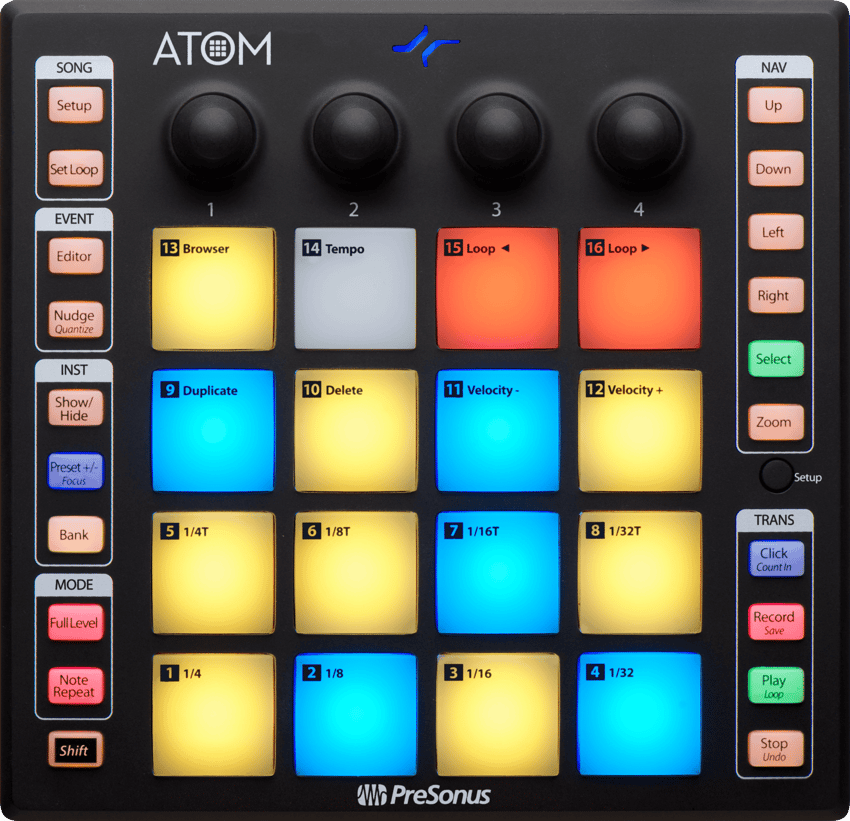 ATOM
SONG
Setup
Set Loop
EVENT
Editor
Nudge
Quantize
INST
Show/
Hide
Preset +/-
Focus
Bank
MODE
Full Level
Note
Repeat
Shift
1 2 3 4
13 Browser
14 Tempo
15 Loop ◄
16 Loop ►
9 Duplicate
10 Delete
11 Velocity -
12 Velocity +
5 1/4T
6 1/8T
7 1/16T
8 1/32T
1 1/4
2 1/8
3 1/16
4 1/32
PreSonus
NAV
Up
Down
Left
Right
Select
Zoom
Setup
TRANS
Click
Count In
Record
Save
Play
Loop
Stop
Undo